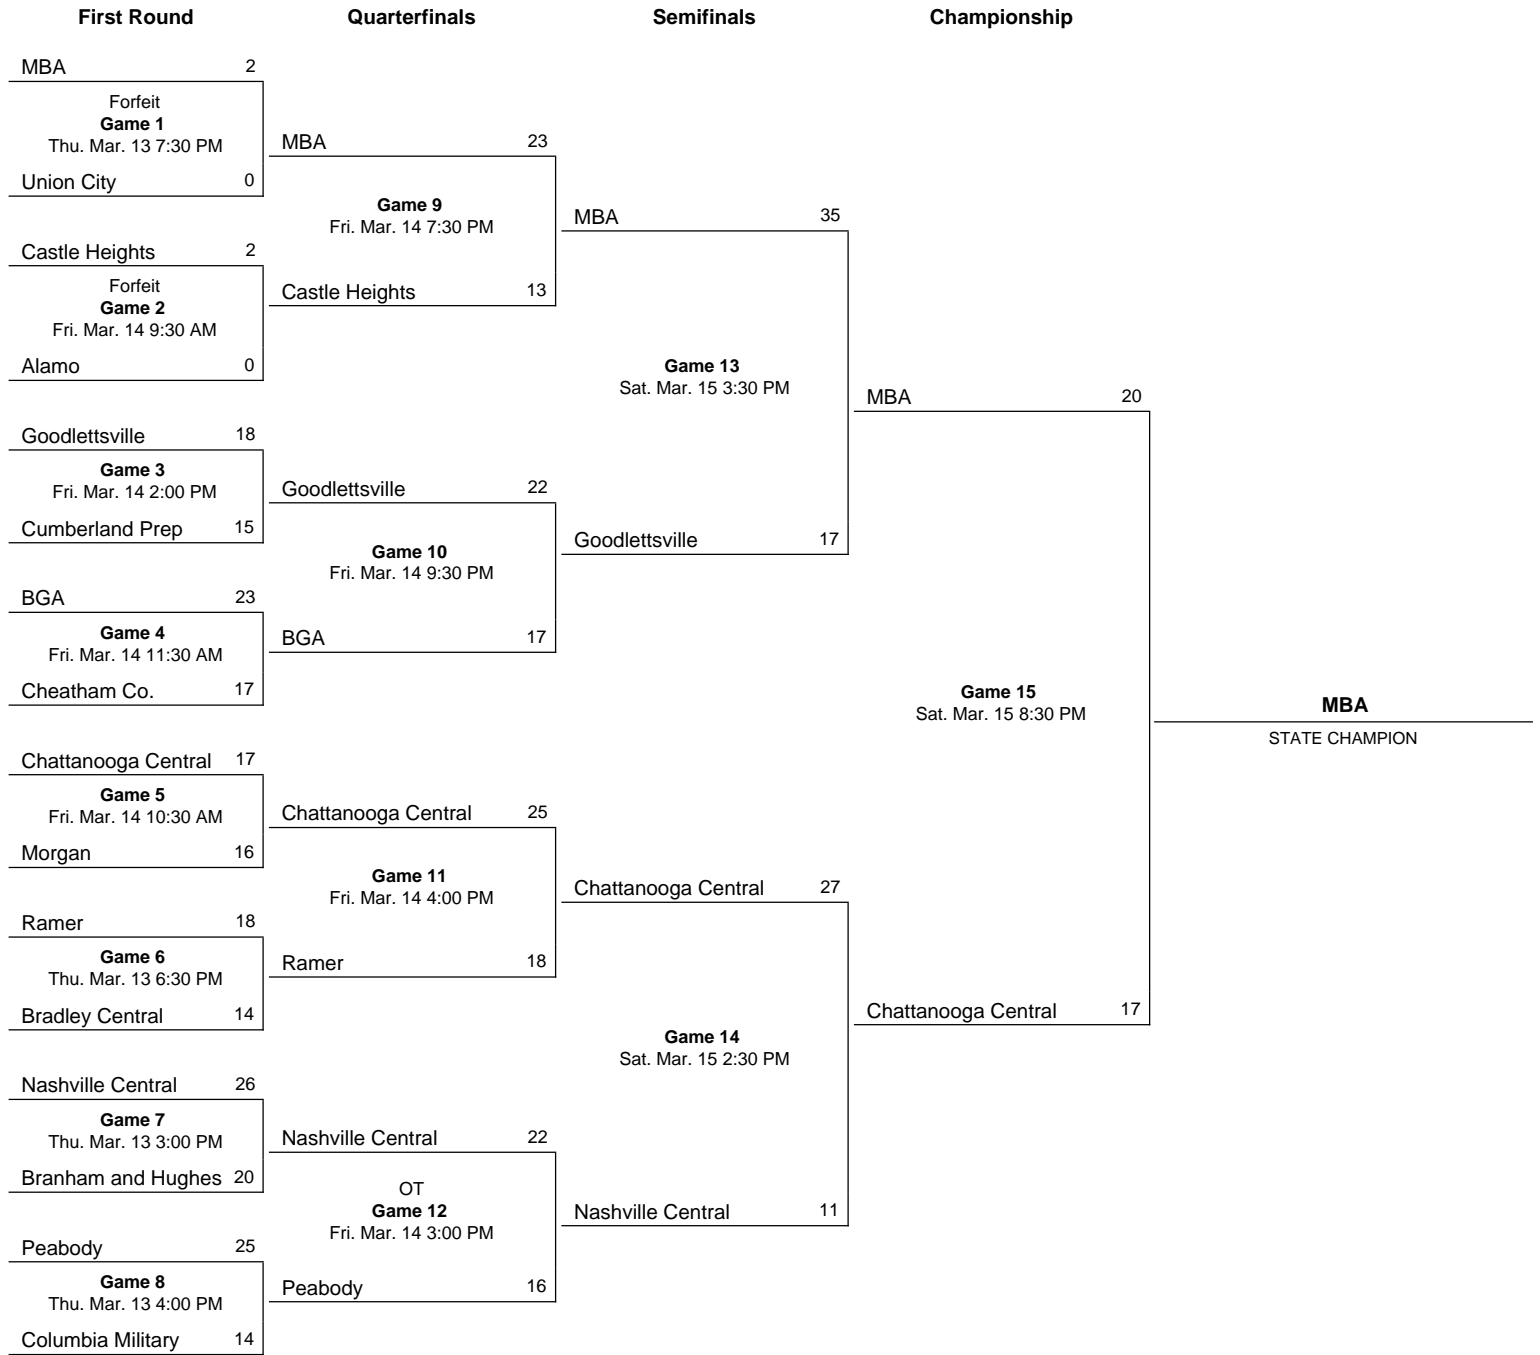 First Round Quarterfinals Semifinals Championship
MBA 2
Forfeit
Game 1
Thu. Mar. 13 7:30 PM
Union City 0
Castle Heights 2
Forfeit
Game 2
Fri. Mar. 14 9:30 AM
Alamo 0
Goodlettsville 18
Game 3
Fri. Mar. 14 2:00 PM
Cumberland Prep 15
BGA 23
Game 4
Fri. Mar. 14 11:30 AM
Cheatham Co. 17
Chattanooga Central 17
Game 5
Fri. Mar. 14 10:30 AM
Morgan 16
Ramer 18
Game 6
Thu. Mar. 13 6:30 PM
Bradley Central 14
Nashville Central 26
Game 7
Thu. Mar. 13 3:00 PM
Branham and Hughes 20
Peabody 25
Game 8
Thu. Mar. 13 4:00 PM
Columbia Military 14
MBA 23
Game 9
Fri. Mar. 14 7:30 PM
Castle Heights 13
Goodlettsville 22
Game 10
Fri. Mar. 14 9:30 PM
BGA 17
Chattanooga Central 25
Game 11
Fri. Mar. 14 4:00 PM
Ramer 18
Nashville Central 22
OT
Game 12
Fri. Mar. 14 3:00 PM
Peabody 16
MBA 35
Game 13
Sat. Mar. 15 3:30 PM
Goodlettsville 17
Chattanooga Central 27
Game 14
Sat. Mar. 15 2:30 PM
Nashville Central 11
MBA 20
Game 15
Sat. Mar. 15 8:30 PM
Chattanooga Central 17
MBA
STATE CHAMPION